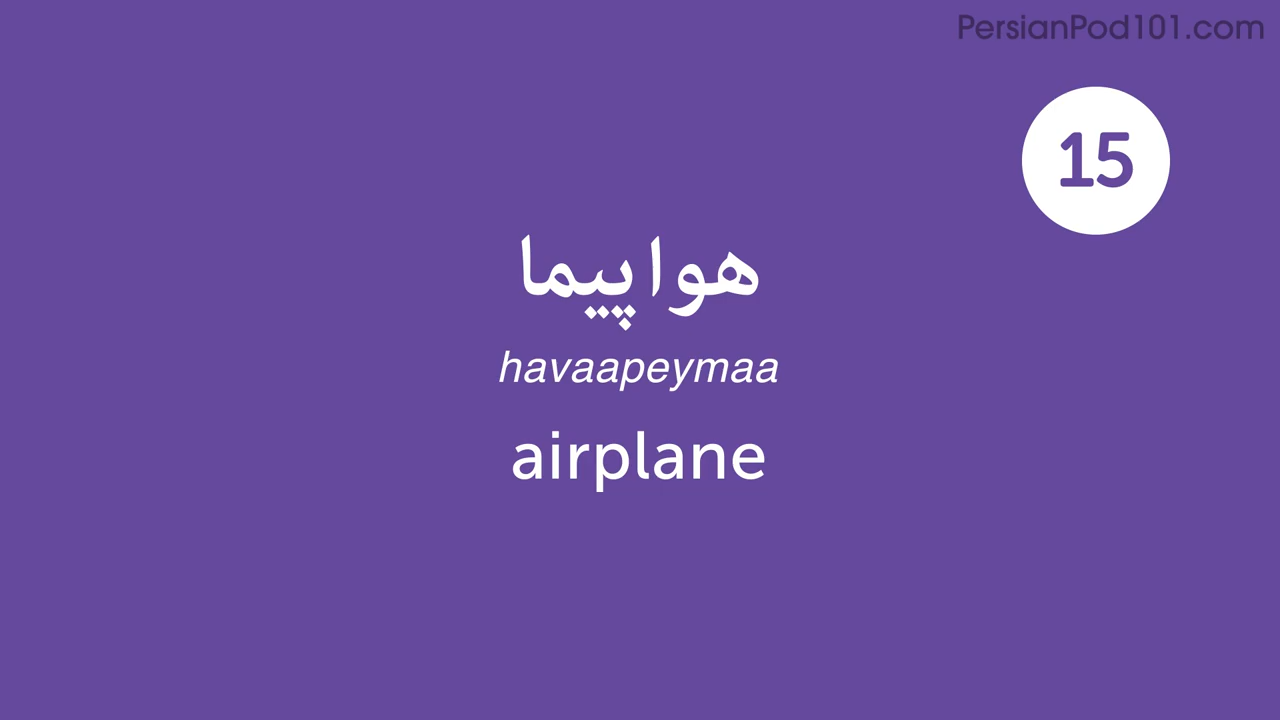 PersianPod101.com
15
هواپیما
havaapeymaa
airplane